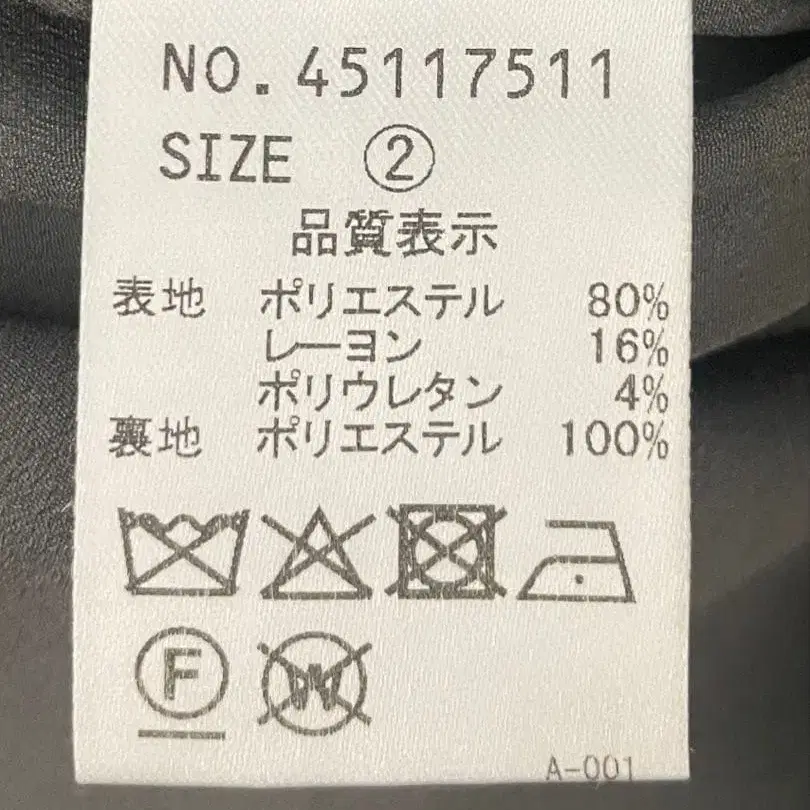 NO.45117511
SIZE ②
品質表示
表地 ポリエステル 80%
レーヨン 16%
ポリウレタン 4%
裏地 ポリエステル 100%
F W
A-001